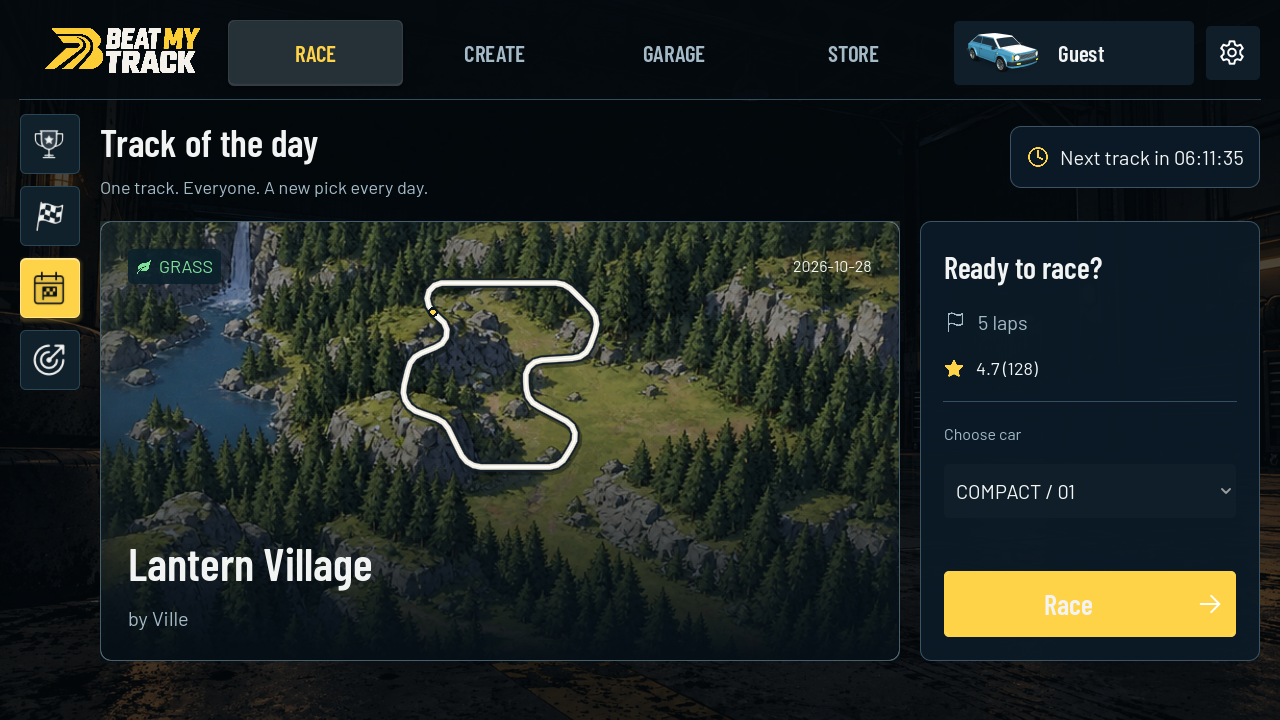 BEAT MY
TRACK
RACE
CREATE
GARAGE
STORE
Guest
Track of the day
One track. Everyone. A new pick every day.
Next track in 06:11:35
GRASS
2026-10-28
Lantern Village
by Ville
Ready to race?
5 laps
4.7 (128)
Choose car
COMPACT / 01
Race